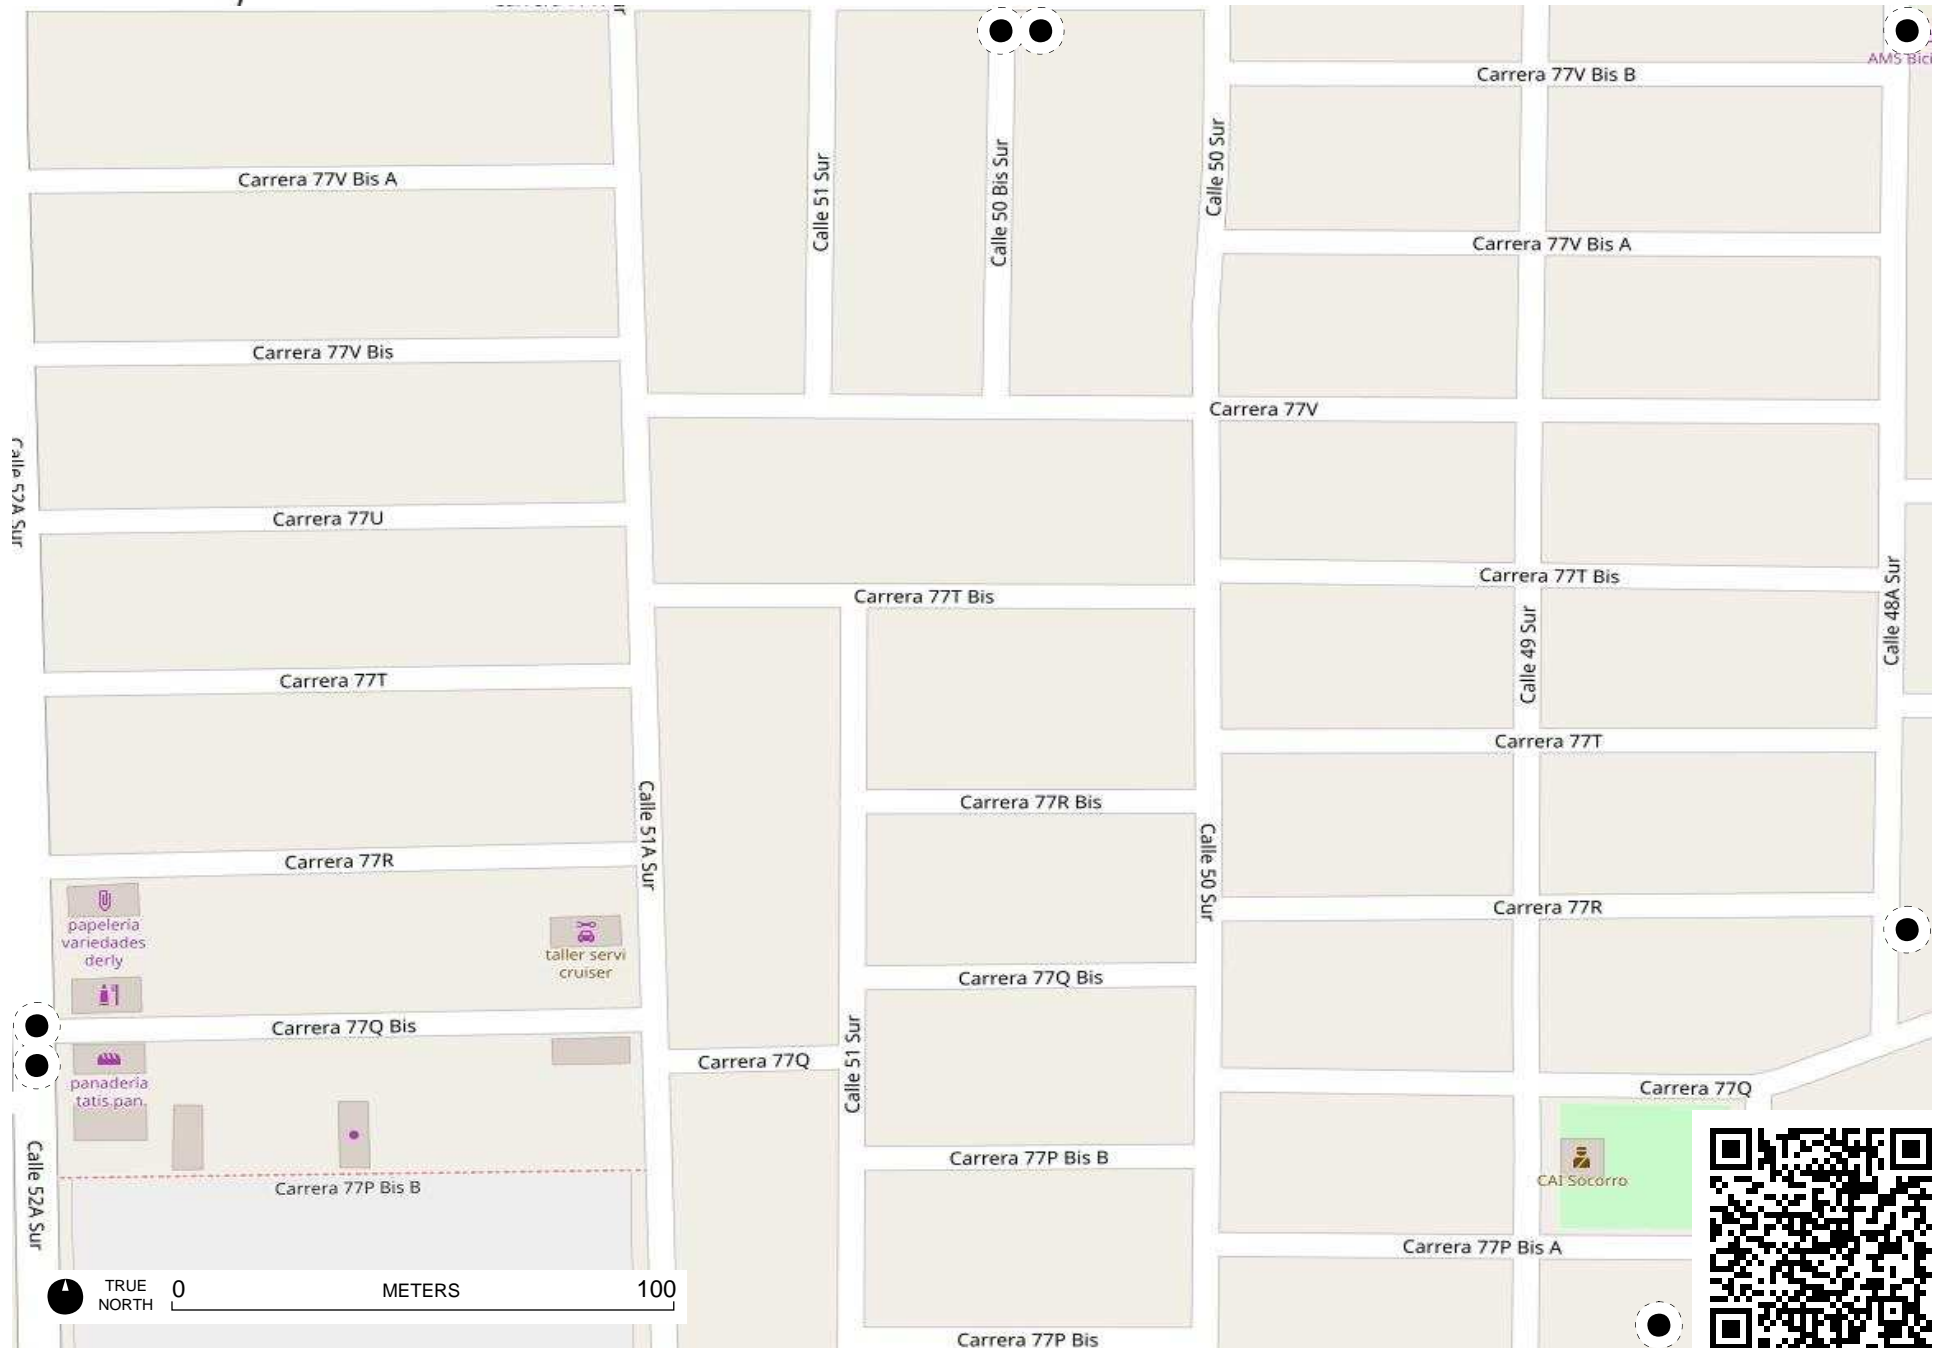 AMS Bici
Carrera 77V Bis B
Calle 50 Sur
Calle 51 Sur
Calle 50 Bis Sur
Carrera 77V Bis A
Carrera 77V Bis A
Carrera 77V Bis
Carrera 77V
Calle 52A Sur
Carrera 77U
Carrera 77T Bis
Carrera 77T Bis
Calle 48A Sur
Calle 49 Sur
Carrera 77T
Carrera 77T
Calle 51A Sur
Carrera 77R Bis
Calle 50 Sur
Carrera 77R
Carrera 77R
papelería
variedades
derly
taller servi
cruiser
Carrera 77Q Bis
Carrera 77Q Bis
Carrera 77Q
Calle 51 Sur
Carrera 77Q
panadería
tatis.pan.
Carrera 77P Bis B
Calle 52A Sur
Carrera 77P Bis B
CAI Socorro
Carrera 77P Bis A
TRUE
NORTH
0
METERS
100
Carrera 77P Bis